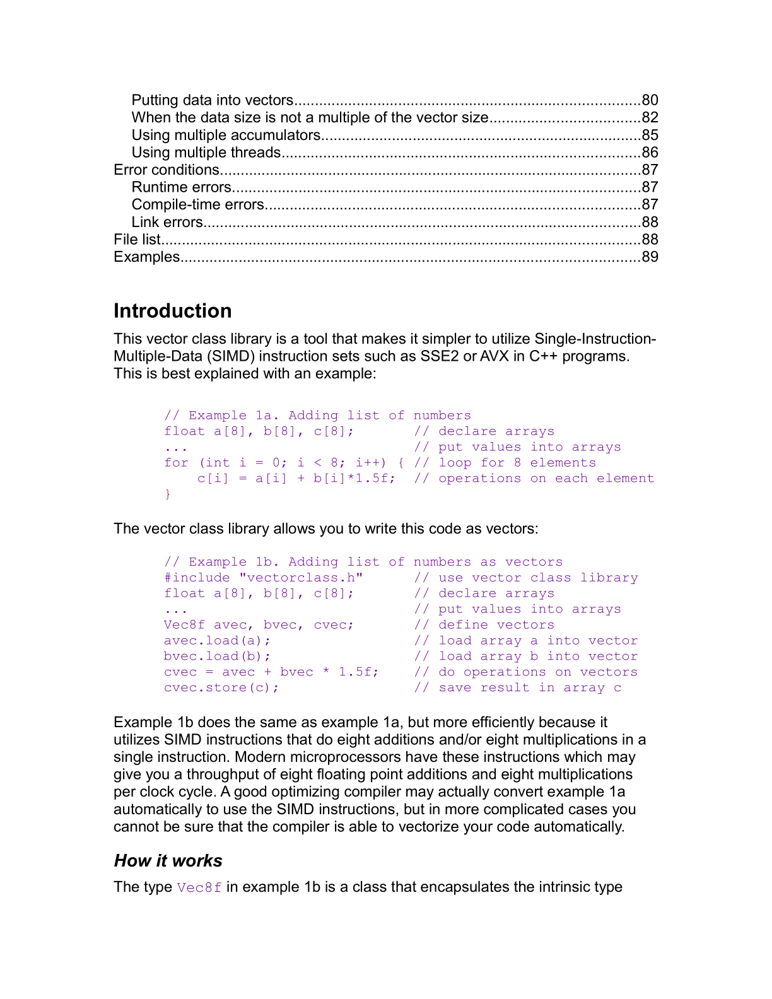 Putting data into vectors...................................................................................80
When the data size is not a multiple of the vector size....................................82
Using multiple accumulators.............................................................................85
Using multiple threads......................................................................................86
Error conditions.....................................................................................................87
Runtime errors..................................................................................................87
Compile-time errors..........................................................................................87
Link errors.........................................................................................................88
File list...................................................................................................................88
Examples...............................................................................................................89
Introduction
This vector class library is a tool that makes it simpler to utilize Single-Instruction-
Multiple-Data (SIMD) instruction sets such as SSE2 or AVX in C++ programs.
This is best explained with an example:
// Example 1a. Adding list of numbers
float a[8], b[8], c[8];       // declare arrays
...                           // put values into arrays
for (int i = 0; i < 8; i++) { // loop for 8 elements
    c[i] = a[i] + b[i]*1.5f;  // operations on each element
}
The vector class library allows you to write this code as vectors:
// Example 1b. Adding list of numbers as vectors
#include "vectorclass.h"      // use vector class library
float a[8], b[8], c[8];       // declare arrays
...                           // put values into arrays
Vec8f avec, bvec, cvec;       // define vectors
avec.load(a);                 // load array a into vector
bvec.load(b);                 // load array b into vector
cvec = avec + bvec * 1.5f;    // do operations on vectors
cvec.store(c);                // save result in array c
Example 1b does the same as example 1a, but more efficiently because it
utilizes SIMD instructions that do eight additions and/or eight multiplications in a
single instruction. Modern microprocessors have these instructions which may
give you a throughput of eight floating point additions and eight multiplications
per clock cycle. A good optimizing compiler may actually convert example 1a
automatically to use the SIMD instructions, but in more complicated cases you
cannot be sure that the compiler is able to vectorize your code automatically.
How it works
The type Vec8f in example 1b is a class that encapsulates the intrinsic type